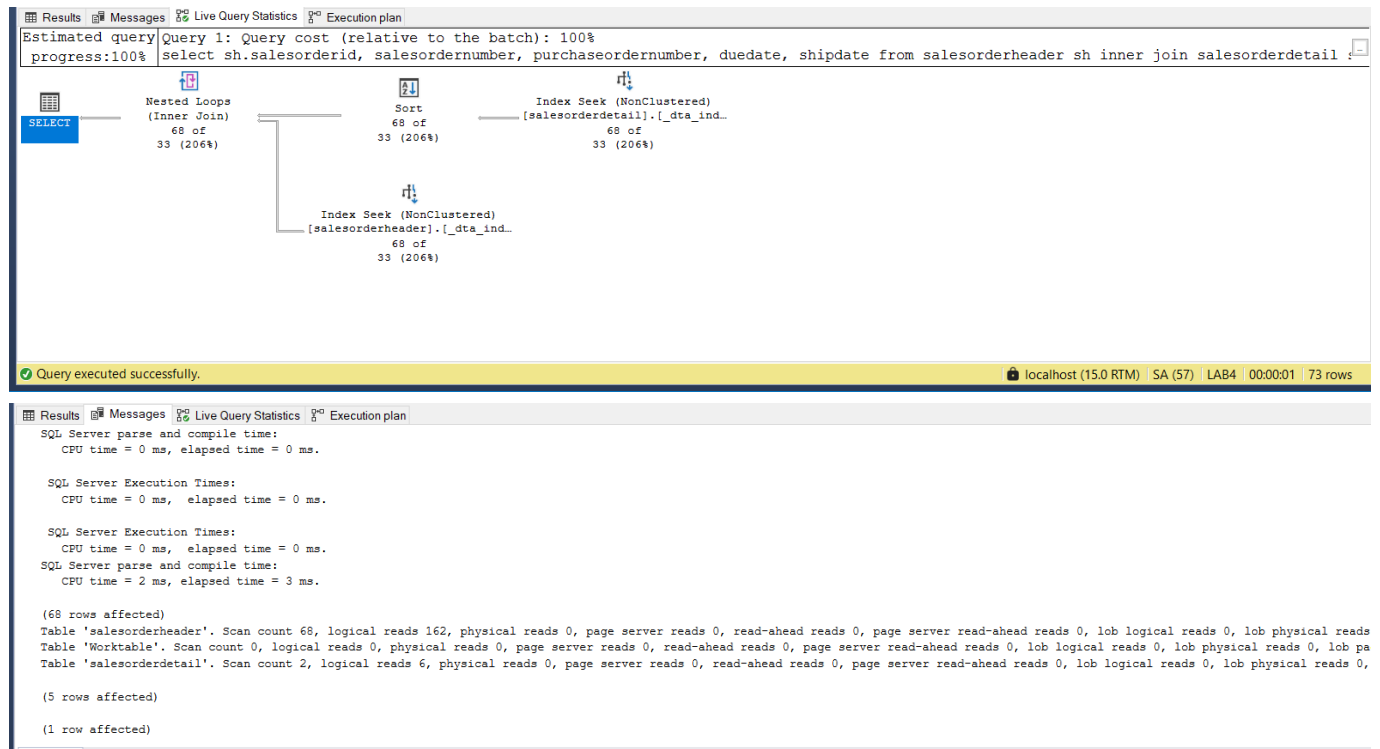 Results Messages Live Query Statistics Execution plan
Estimated query Query 1: Query cost (relative to the batch): 100%
progress:100% select sh.salesorderid, salesordernumber, purchaseordernumber, duedate, shipdate from salesorderheader sh inner join salesorderdetail
SELECT
Nested Loops
(Inner Join)
68 of
33 (206%)
Sort
68 of
33 (206%)
Index Seek (NonClustered)
[salesorderdetail].[_dta_ind…
68 of
33 (206%)
Index Seek (NonClustered)
[salesorderheader].[_dta_ind…
68 of
33 (206%)
Query executed successfully. localhost (15.0 RTM) SA (57) LAB4 00:00:01 73 rows
Results Messages Live Query Statistics Execution plan
SQL Server parse and compile time:
CPU time = 0 ms, elapsed time = 0 ms.
SQL Server Execution Times:
CPU time = 0 ms, elapsed time = 0 ms.
SQL Server Execution Times:
CPU time = 0 ms, elapsed time = 0 ms.
SQL Server parse and compile time:
CPU time = 2 ms, elapsed time = 3 ms.
(68 rows affected)
Table 'salesorderheader'. Scan count 68, logical reads 162, physical reads 0, page server reads 0, read-ahead reads 0, page server read-ahead reads 0, lob logical reads 0, lob physical reads
Table 'Worktable'. Scan count 0, logical reads 0, physical reads 0, page server reads 0, read-ahead reads 0, page server read-ahead reads 0, lob logical reads 0, lob physical reads 0, lob pa
Table 'salesorderdetail'. Scan count 2, logical reads 6, physical reads 0, page server reads 0, read-ahead reads 0, page server read-ahead reads 0, lob logical reads 0, lob physical reads 0,
(5 rows affected)
(1 row affected)